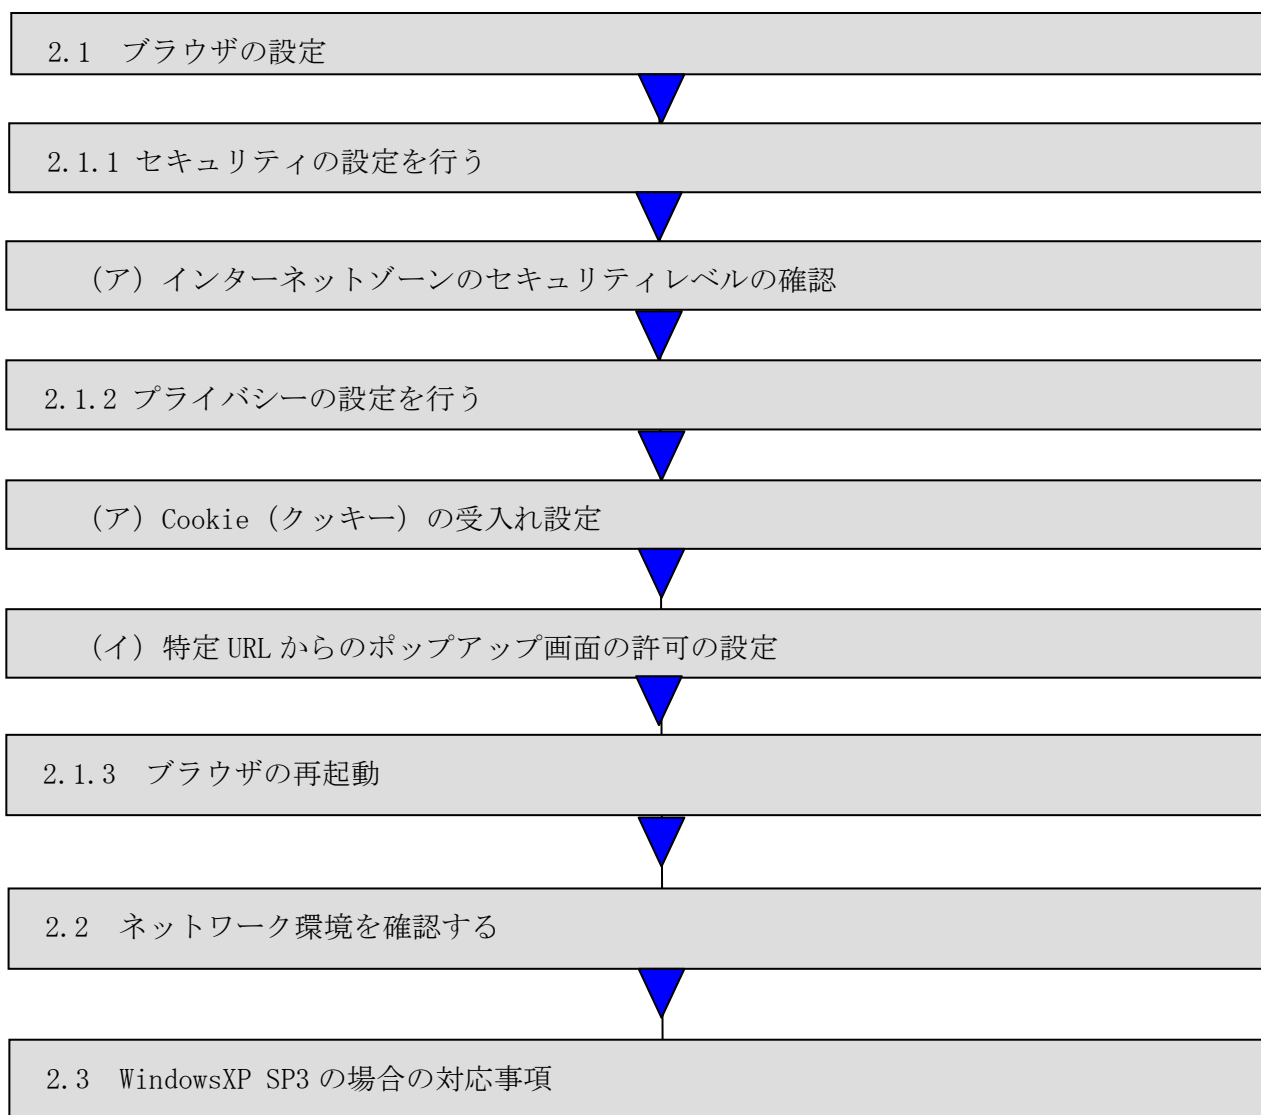 2.1　ブラウザの設定
2.1.1 セキュリティの設定を行う
（ア）インターネットゾーンのセキュリティレベルの確認
2.1.2 プライバシーの設定を行う
（ア）Cookie（クッキー）の受入れ設定
（イ）特定 URL からのポップアップ画面の許可の設定
2.1.3　ブラウザの再起動
2.2　ネットワーク環境を確認する
2.3　WindowsXP SP3 の場合の対応事項